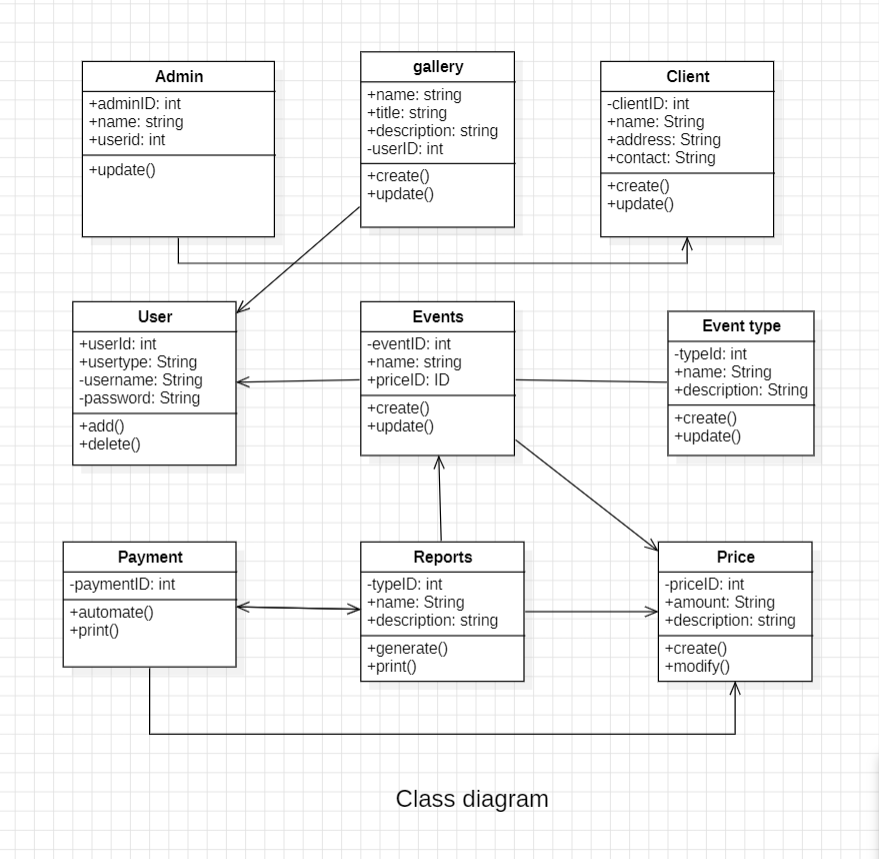 Admin
+adminID: int
+name: string
+userid: int
+update()
gallery
+name: string
+title: string
+description: string
-userID: int
+create()
+update()
Client
-clientID: int
+name: String
+address: String
+contact: String
+create()
+update()
User
+userId: int
+usertype: String
-username: String
-password: String
+add()
+delete()
Events
-eventID: int
+name: string
+priceID: ID
+create()
+update()
Event type
-typeId: int
+name: String
+description: String
+create()
+update()
Payment
-paymentID: int
+automate()
+print()
Reports
-typeID: int
+name: String
+description: string
+generate()
+print()
Price
-priceID: int
+amount: String
+description: string
+create()
+modify()
Class diagram